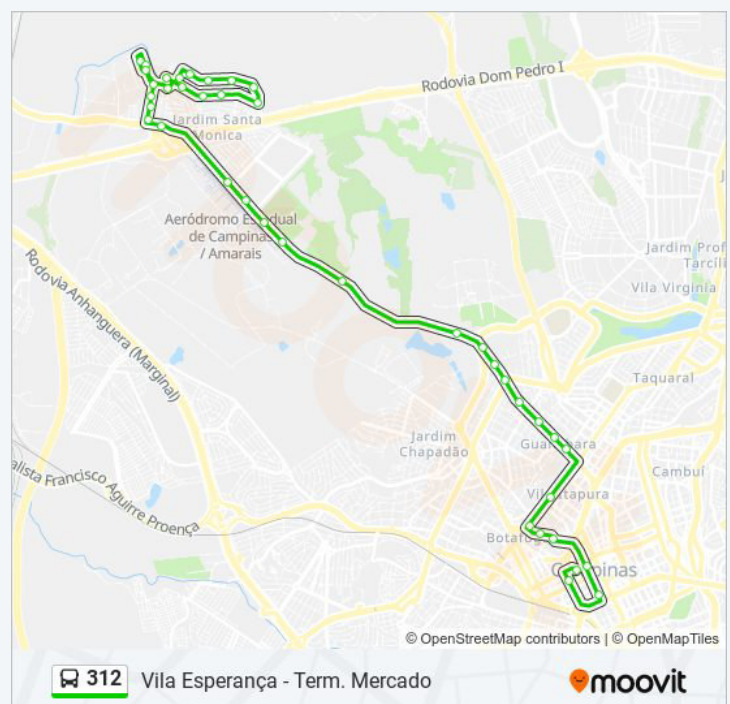 Rodovia Dom Pedro I
Jardim Santa
Monica
Aeródromo Estadual
de Campinas
/ Amarais
Jardim Prof
Tarcíli
Vila Virgínia
Rodovia Anhanguera (Marginal)
Taquaral
Jardim
Chapadão
Guanabara
Cambuí
alista Francisco Aguirre Proença
Vila Itapura
Botafogo
Campinas
© OpenStreetMap contributors | © OpenMapTiles
312 Vila Esperança - Term. Mercado
moovit